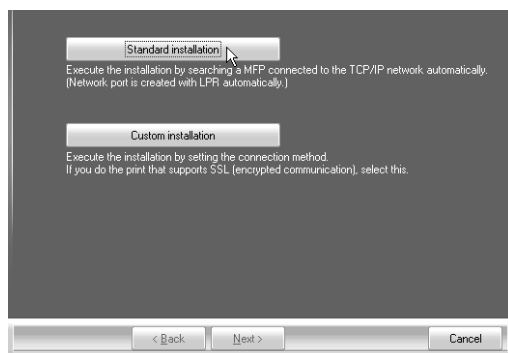 Standard installation
Execute the installation by searching a MFP connected to the TCP/IP network automatically.
(Network port is created with LPR automatically.)
Custom installation
Execute the installation by setting the connection method.
If you do the print that supports SSL (encrypted communication), select this.
< Back Next > Cancel